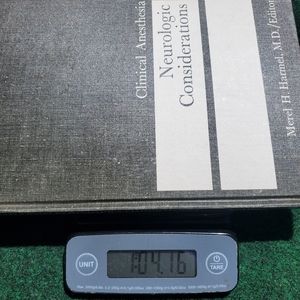 Clinical Anesthesia
Neurologic
Considerations
Merel H. Harmel, M.D./Editor
UNIT
1:04.16
TARE